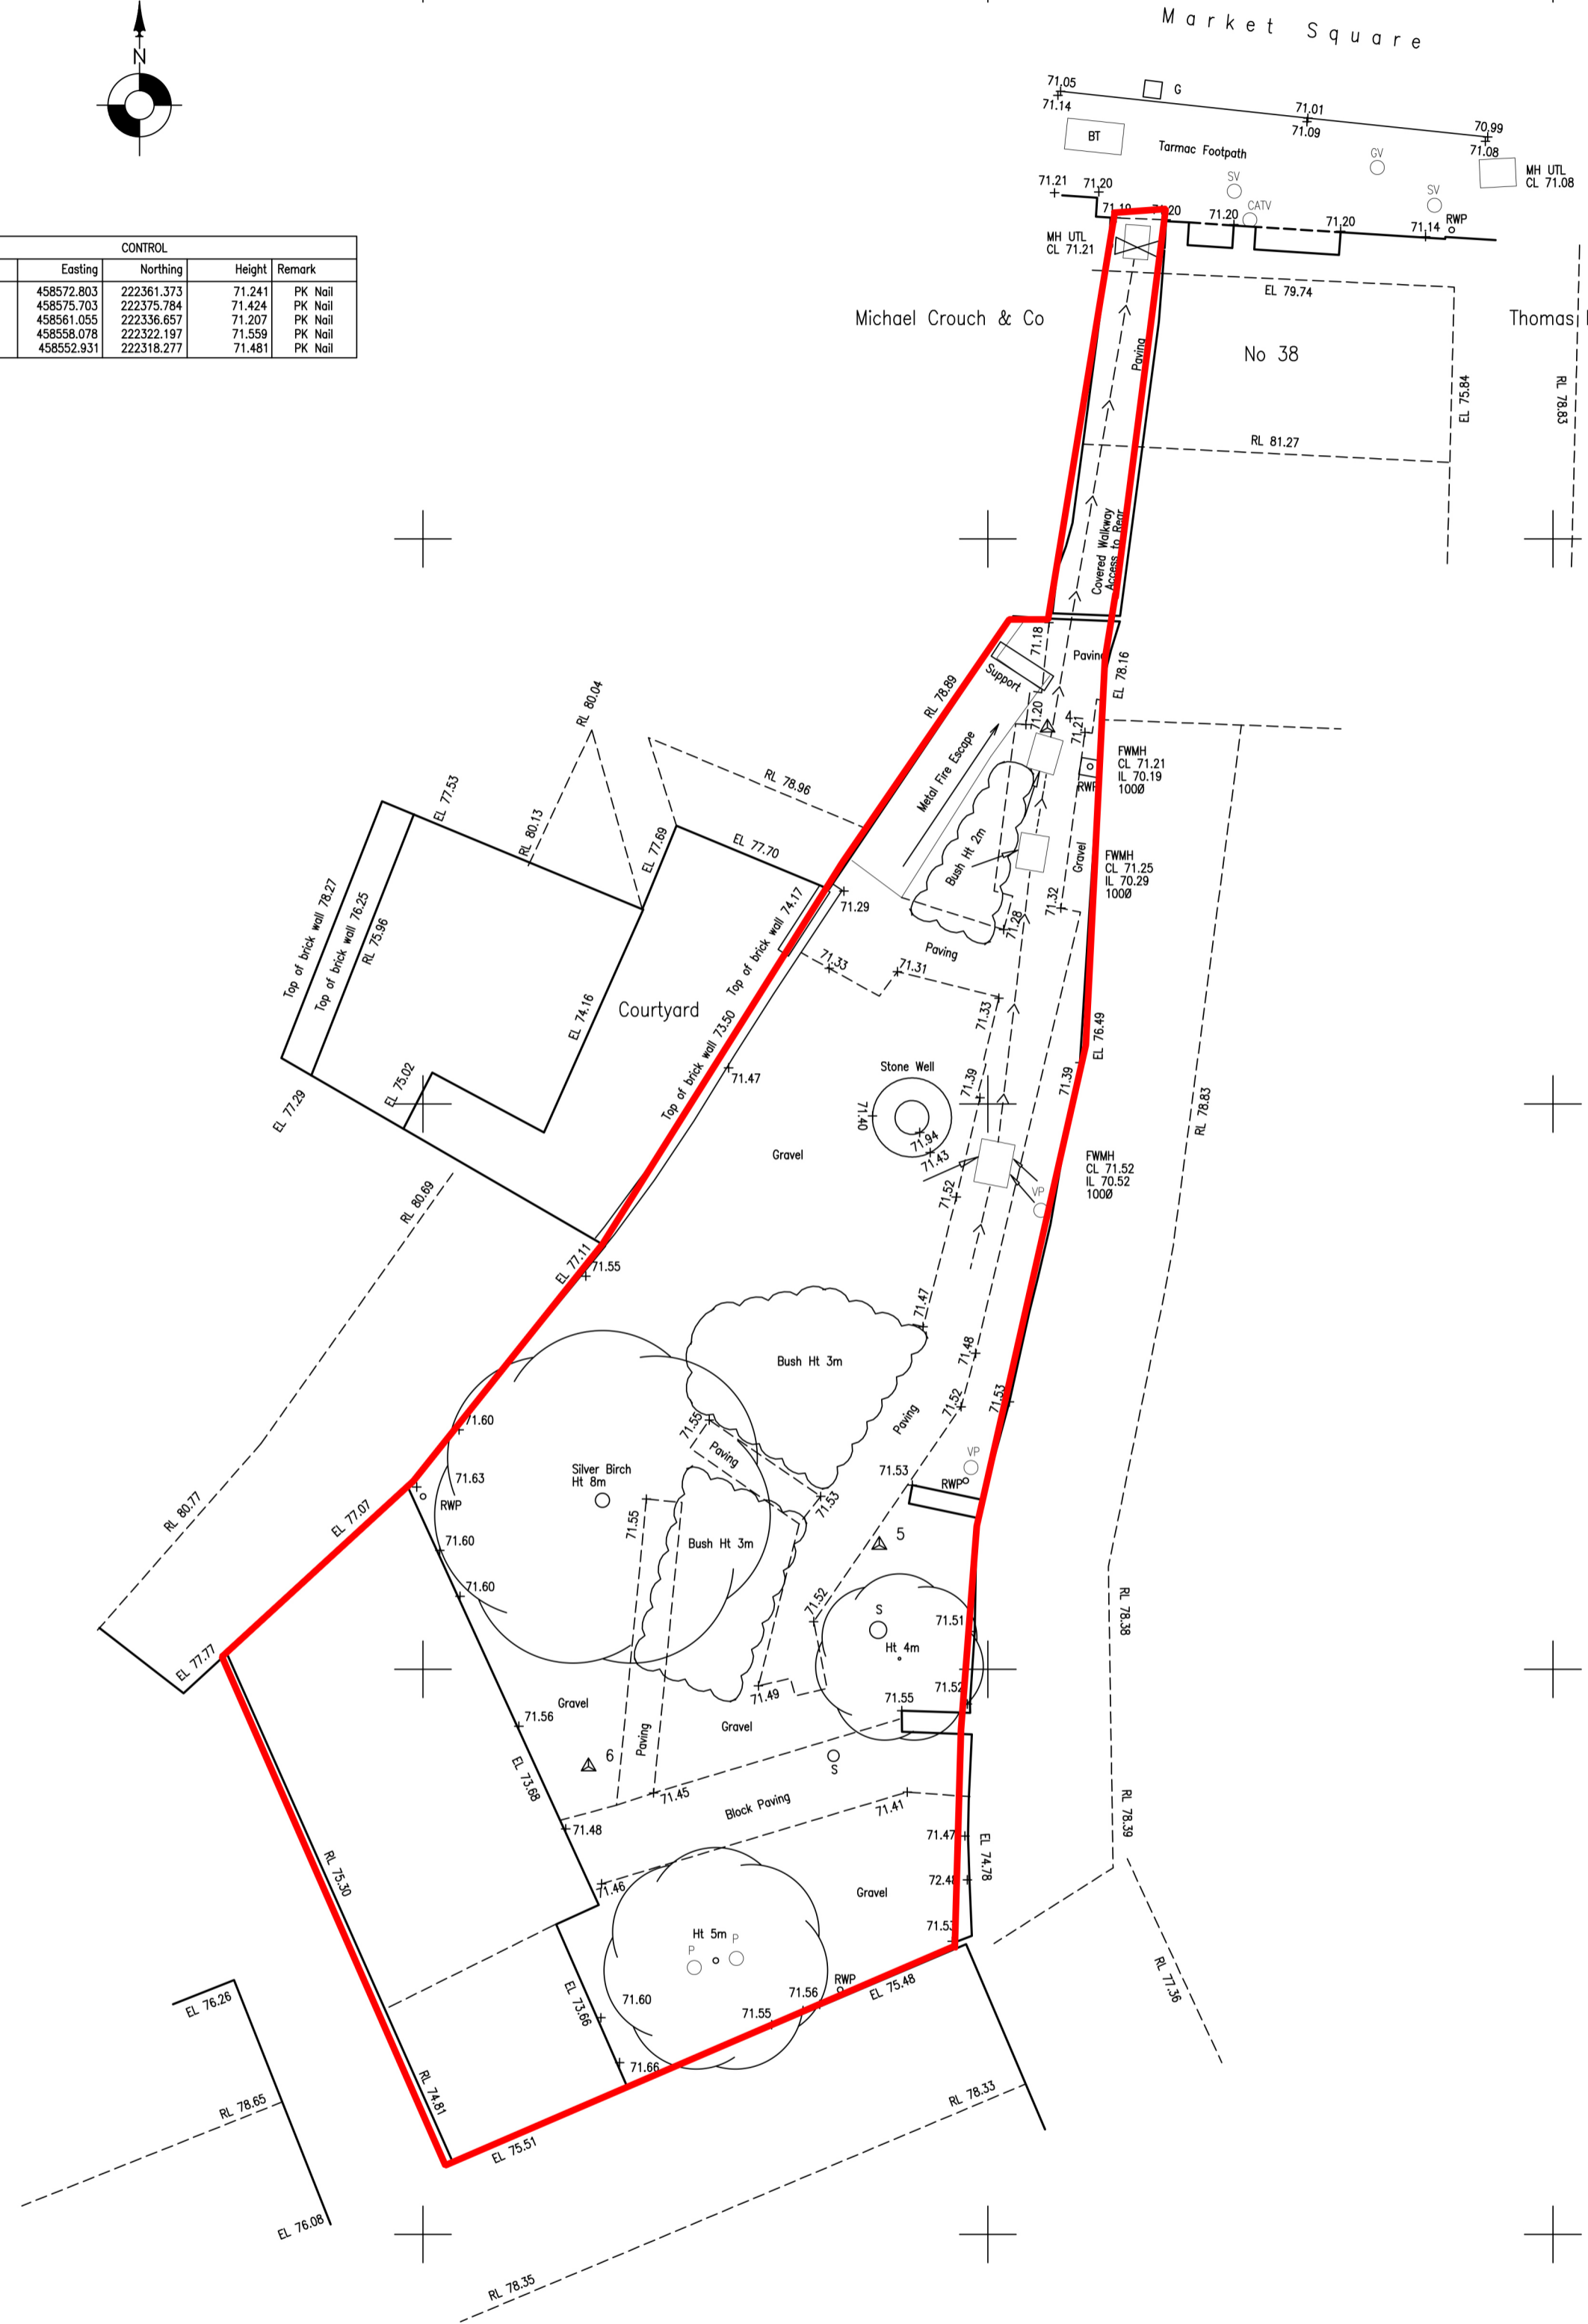 Market Square
N
71.05
71.14
G
71.01
71.09
70.99
71.08
BT
Tarmac Footpath
GV
SV
SV
MH UTL
CL 71.08
71.21
71.20
71.20
CATV
71.20
71.20
71.14
RWP
MH UTL
CL 71.21
CONTROL
Easting Northing Height Remark
458572.803 222361.373 71.241 PK Nail
458575.703 222375.784 71.424 PK Nail
458561.055 222336.657 71.207 PK Nail
458558.078 222322.197 71.559 PK Nail
458552.931 222318.277 71.481 PK Nail
EL 79.74
Michael Crouch & Co
Thomas
No 38
Paving
EL 75.84
RL 78.83
RL 81.27
Covered Walkway
Access to Rear
71.18
Support
Paving
EL 78.16
RL 78.89
71.20
4
71.21
RL 80.04
Metal Fire Escape
FWMH
CL 71.21
IL 70.19
100Ø
RWP
RL 78.96
EL 77.53
RL 80.13
EL 77.69
EL 77.70
Bush Ht 2m
Gravel
FWMH
CL 71.25
IL 70.29
100Ø
71.29
71.32
71.28
Top of brick wall 78.27
Top of brick wall 76.25
RL 75.96
Top of brick wall 74.17
71.33
71.31
Paving
EL 74.16
Courtyard
Top of brick wall 73.50
71.33
EL 76.49
71.47
Stone Well
71.39
71.39
EL 75.02
EL 77.29
71.40
71.94
71.43
RL 78.83
Gravel
FWMH
CL 71.52
IL 70.52
100Ø
71.52
VP
RL 80.69
EL 77.11
71.55
71.47
71.48
Bush Ht 3m
71.52
71.53
71.60
71.55
Paving
Paving
VP
Silver Birch
Ht 8m
71.63
RWP
71.53
RWP
RL 80.77
EL 77.07
71.55
71.53
71.60
Bush Ht 3m
5
71.60
71.52
S
71.51
RL 78.38
Ht 4m
EL 77.77
71.49
71.55
71.52
Gravel
71.56
Gravel
Paving
6
S
EL 73.68
71.45
Block Paving
71.41
71.48
71.47
EL 74.78
RL 78.39
RL 75.30
71.46
72.48
Gravel
71.53
Ht 5m
P
P
RWP
EL 75.48
RL 77.36
EL 76.26
EL 73.66
71.60
71.56
71.55
71.66
RL 74.81
RL 78.65
RL 78.33
EL 75.51
EL 76.08
RL 78.35